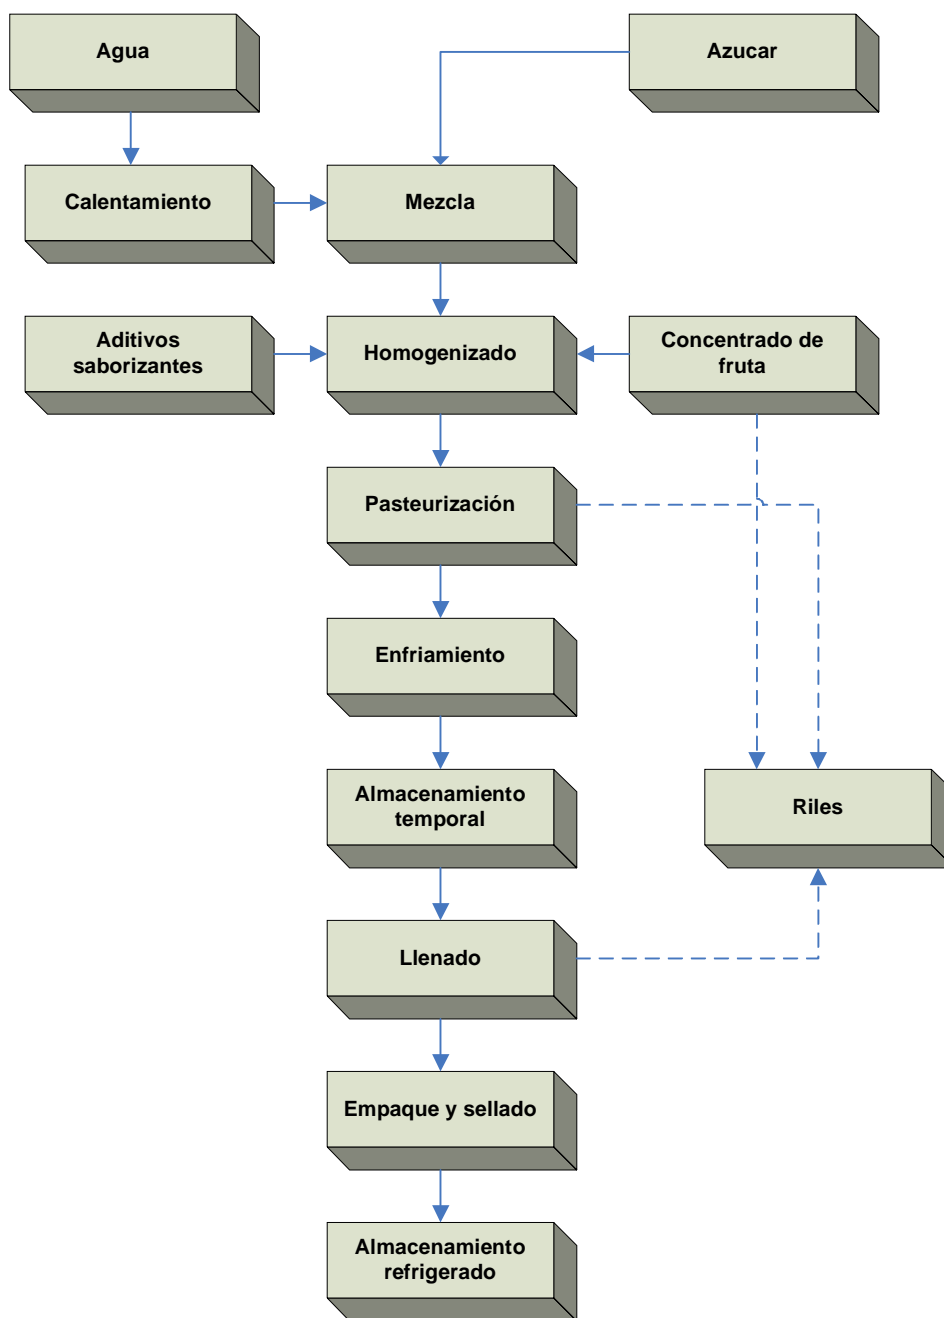 Agua
Azucar
Calentamiento
Mezcla
Aditivos
saborizantes
Homogenizado
Concentrado de
fruta
Pasteurización
Enfriamiento
Almacenamiento
temporal
Riles
Llenado
Empaque y sellado
Almacenamiento
refrigerado